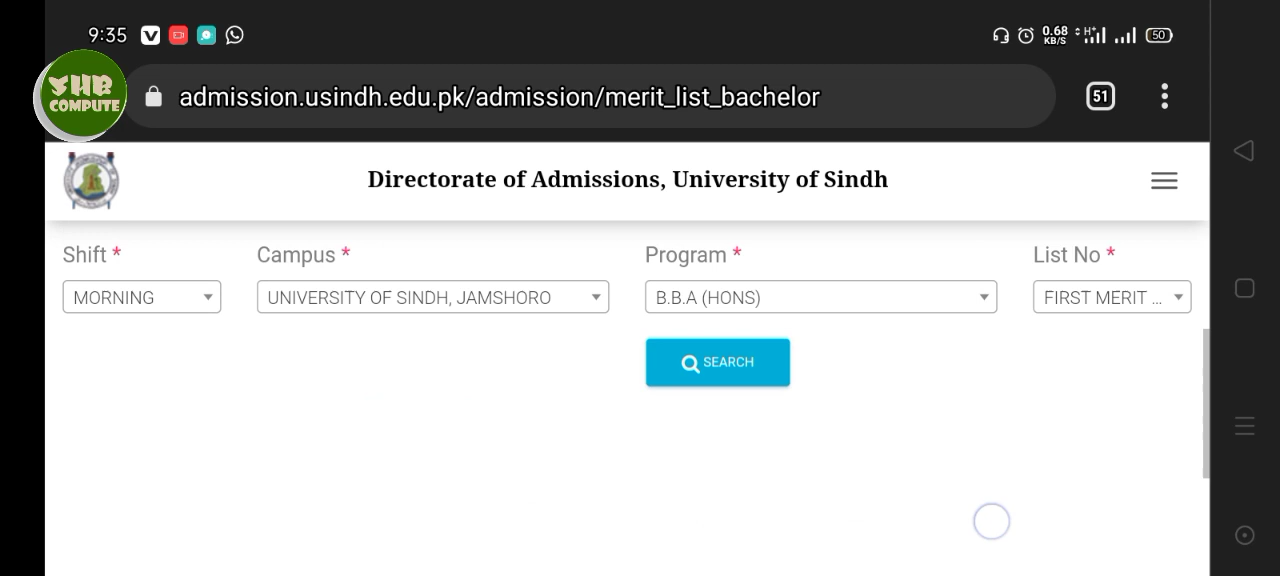 9:35
0.68
KB/S
H+
50
SHR
COMPUTE
admission.usindh.edu.pk/admission/merit_list_bachelor
51
Directorate of Admissions, University of Sindh
Shift *
Campus *
Program *
List No *
MORNING
UNIVERSITY OF SINDH, JAMSHORO
B.B.A (HONS)
FIRST MERIT ...
SEARCH